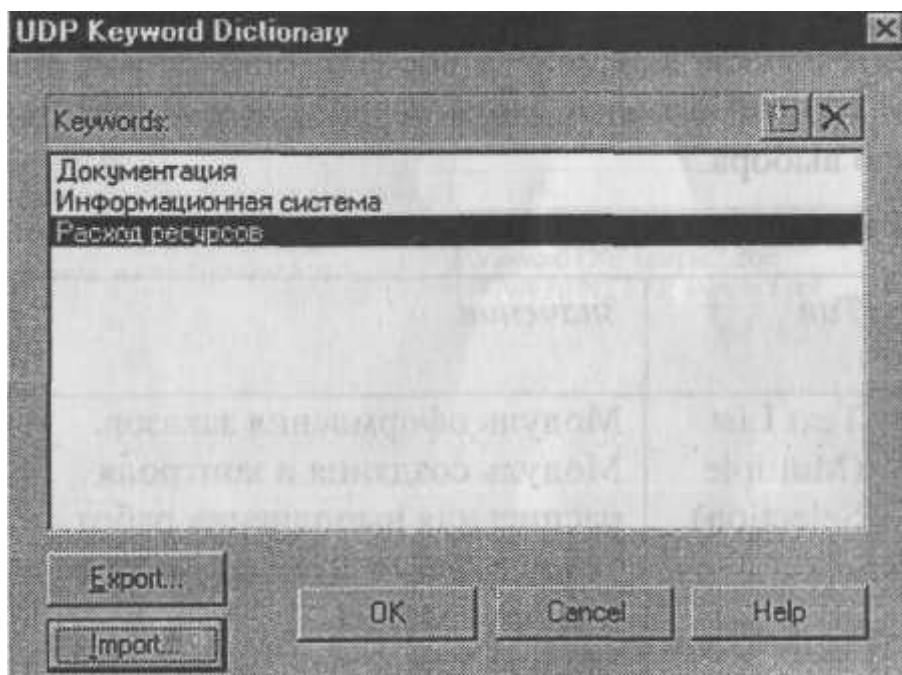 UDP Keyword Dictionary
Keywords:
Документация
Информационная система
Расход ресурсов
Export...
Import...
OK
Cancel
Help